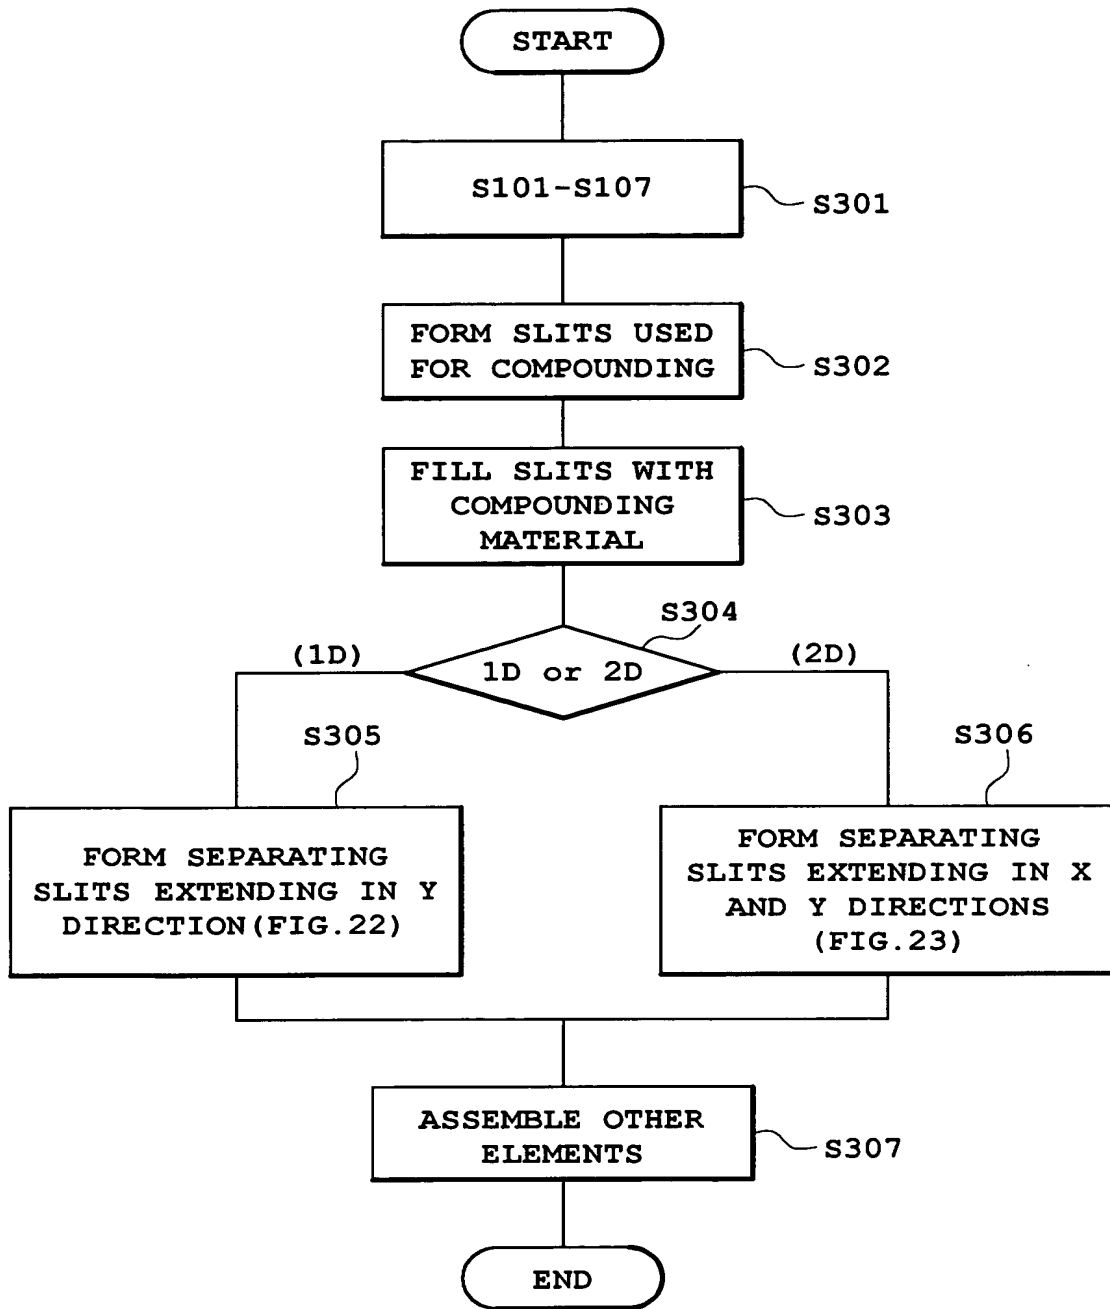 START
S101-S107
S301
FORM SLITS USED
FOR COMPOUNDING
S302
FILL SLITS WITH
COMPOUNDING
MATERIAL
S303
S304
(1D)
1D or 2D
(2D)
S305
S306
FORM SEPARATING
SLITS EXTENDING IN Y
DIRECTION(FIG.22)
FORM SEPARATING
SLITS EXTENDING IN X
AND Y DIRECTIONS
(FIG.23)
ASSEMBLE OTHER
ELEMENTS
S307
END